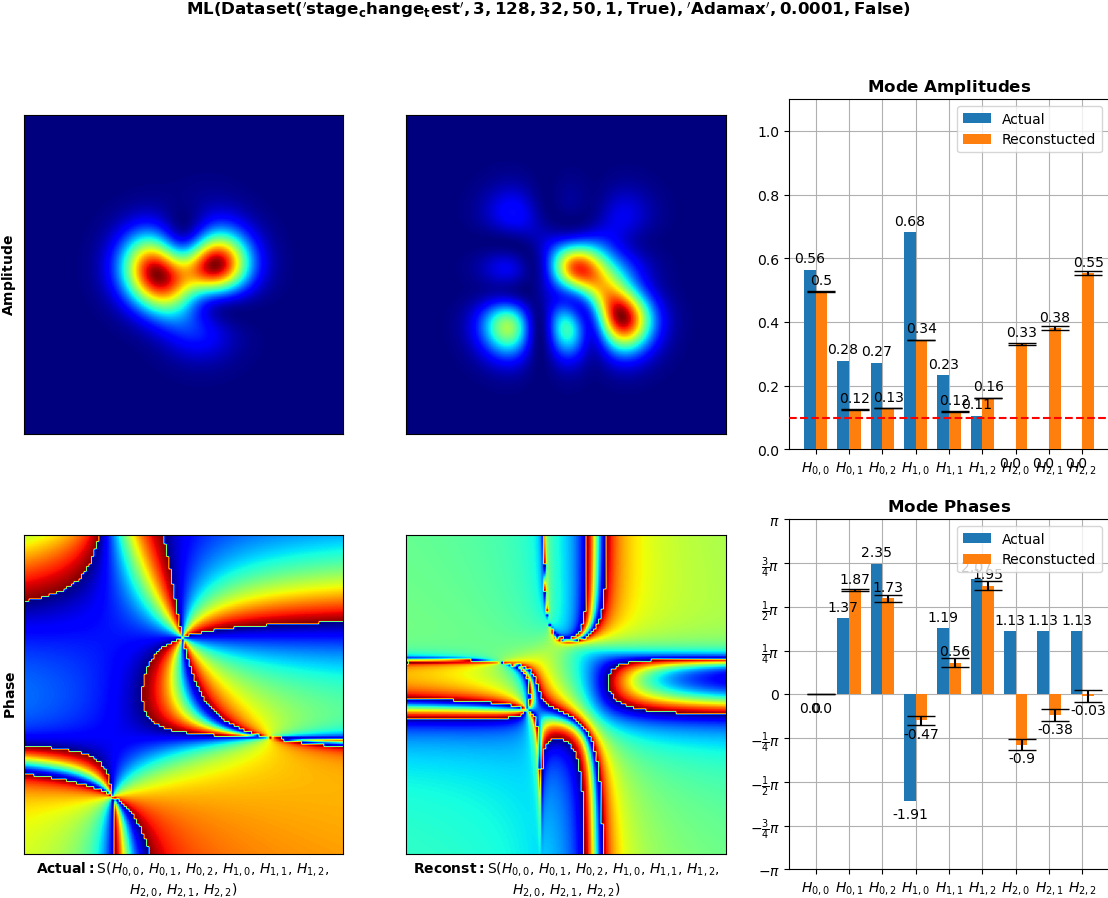 ML(Dataset('stage_change_test', 3, 128, 32, 50, 1, True), 'Adamax', 0.0001, False)
Amplitude
Mode Amplitudes
Actual
Reconstucted
1.0
0.8
0.6
0.4
0.2
0.0
0.56
0.5
0.28
0.12
0.27
0.13
0.68
0.34
0.23
0.12
0.11
0.16
0.0
0.33
0.0
0.38
0.0
0.55
H0,0 H0,1 H0,2 H1,0 H1,1 H1,2 H2,0 H2,1 H2,2
Phase
Actual: S(H0,0, H0,1, H0,2, H1,0, H1,1, H1,2,
H2,0, H2,1, H2,2)
Reconst: S(H0,0, H0,1, H0,2, H1,0, H1,1, H1,2,
H2,0, H2,1, H2,2)
Mode Phases
Actual
Reconstucted
π
3/4π
1/2π
1/4π
0
−1/4π
−1/2π
−3/4π
−π
0.0
0.0
1.37
1.87
2.35
1.73
-1.91
-0.47
1.19
0.56
1.95
1.13
-0.9
1.13
-0.38
1.13
-0.03
H0,0 H0,1 H0,2 H1,0 H1,1 H1,2 H2,0 H2,1 H2,2